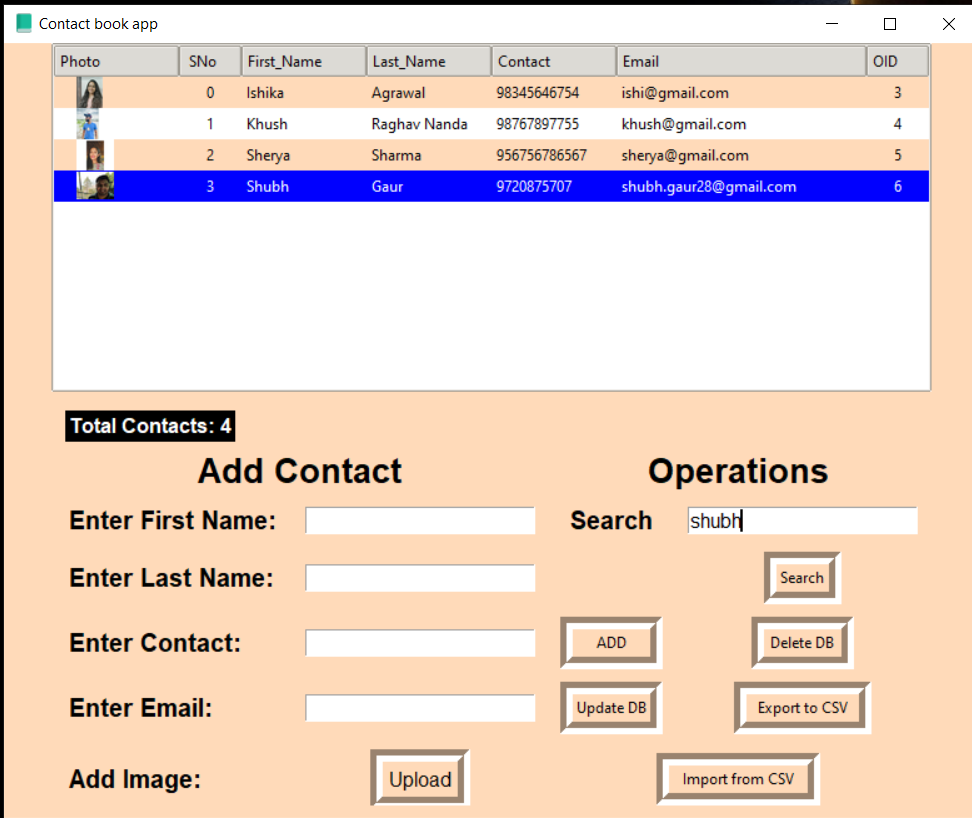 Contact book app
Photo SNo First_Name Last_Name Contact Email OID
0 Ishika Agrawal 98345646754 ishi@gmail.com 3
1 Khush Raghav Nanda 98767897755 khush@gmail.com 4
2 Sherya Sharma 956756786567 sherya@gmail.com 5
3 Shubh Gaur 9720875707 shubh.gaur28@gmail.com 6
Total Contacts: 4
Add Contact Operations
Enter First Name: Search shubh
Enter Last Name: Search
Enter Contact: ADD Delete DB
Enter Email: Update DB Export to CSV
Add Image: Upload Import from CSV